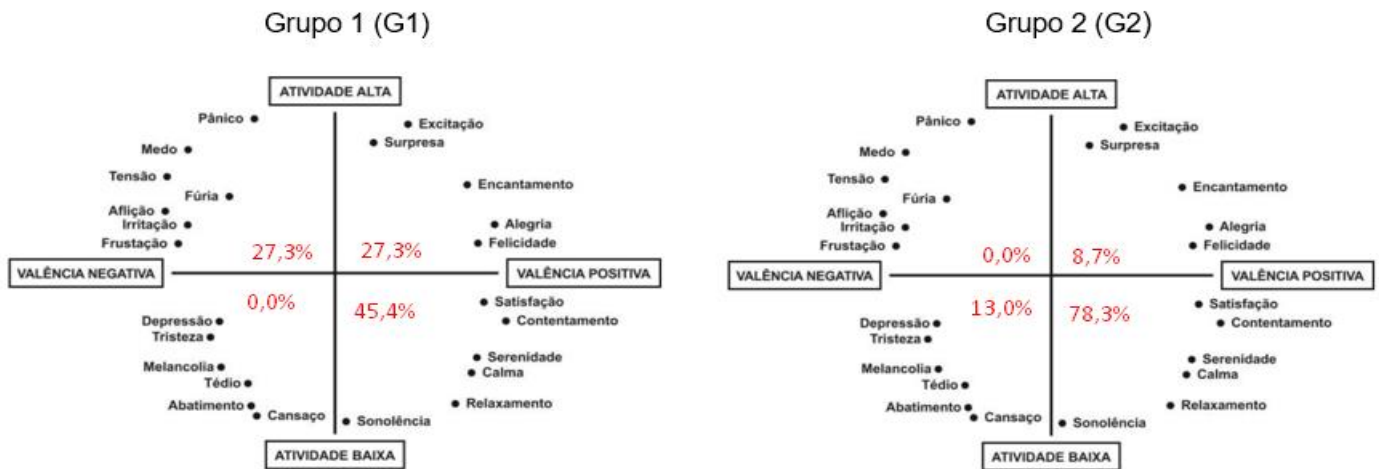 Grupo 1 (G1)
ATIVIDADE ALTA
Pânico
Excitação
Surpresa
Medo
Tensão
Encantamento
Fúria
Aflição
Irritação
Alegria
Frustação
Felicidade
27,3%
27,3%
VALÊNCIA NEGATIVA
VALÊNCIA POSITIVA
0,0%
45,4%
Satisfação
Contentamento
Depressão
Tristeza
Serenidade
Melancolia
Calma
Tédio
Abatimento
Relaxamento
Cansaço
Sonolência
ATIVIDADE BAIXA
Grupo 2 (G2)
ATIVIDADE ALTA
Pânico
Excitação
Surpresa
Medo
Tensão
Encantamento
Fúria
Aflição
Irritação
Alegria
Frustação
Felicidade
0,0%
8,7%
VALÊNCIA NEGATIVA
VALÊNCIA POSITIVA
13,0%
78,3%
Satisfação
Contentamento
Depressão
Tristeza
Serenidade
Melancolia
Calma
Tédio
Abatimento
Relaxamento
Cansaço
Sonolência
ATIVIDADE BAIXA